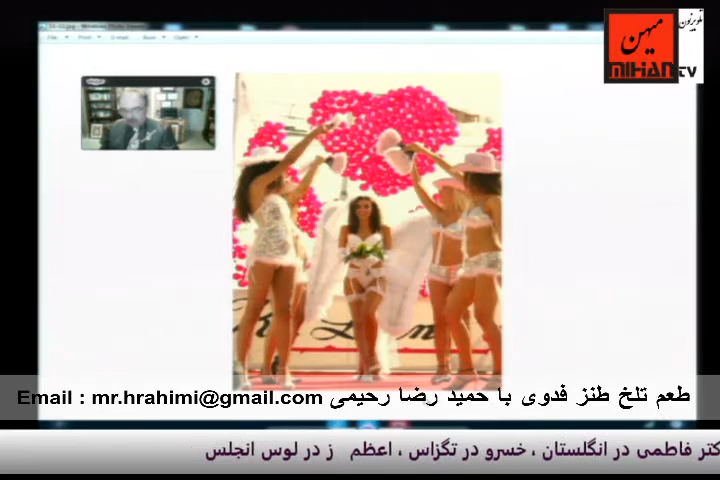 تلویزیون
میهن
MIHAN TV
طعم تلخ طنز فدوی با حمید رضا رحیمی Email : mr.hrahimi@gmail.com
کتر فاطمی در انگلستان ، خسرو در تگزاس ، اعظم ز در لوس انجلس